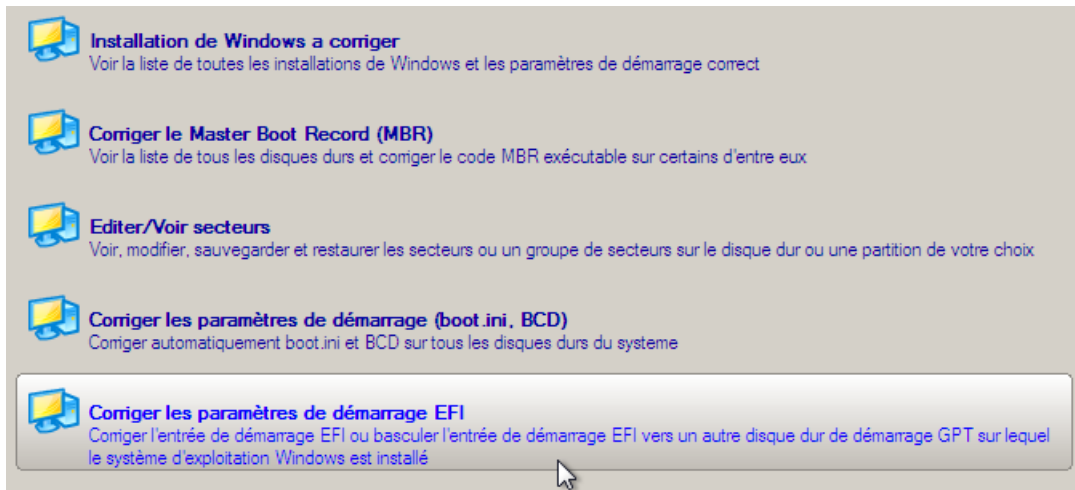 Installation de Windows a corriger
Voir la liste de toutes les installations de Windows et les paramètres de démarrage correct
Corriger le Master Boot Record (MBR)
Voir la liste de tous les disques durs et corriger le code MBR exécutable sur certains d'entre eux
Editer/Voir secteurs
Voir, modifier, sauvegarder et restaurer les secteurs ou un groupe de secteurs sur le disque dur ou une partition de votre choix
Corriger les paramètres de démarrage (boot.ini, BCD)
Corriger automatiquement boot.ini et BCD sur tous les disques durs du systeme
Corriger les paramètres de démarrage EFI
Corriger l'entrée de démarrage EFI ou basculer l'entrée de démarrage EFI vers un autre disque dur de démarrage GPT sur lequel
le système d'exploitation Windows est installé